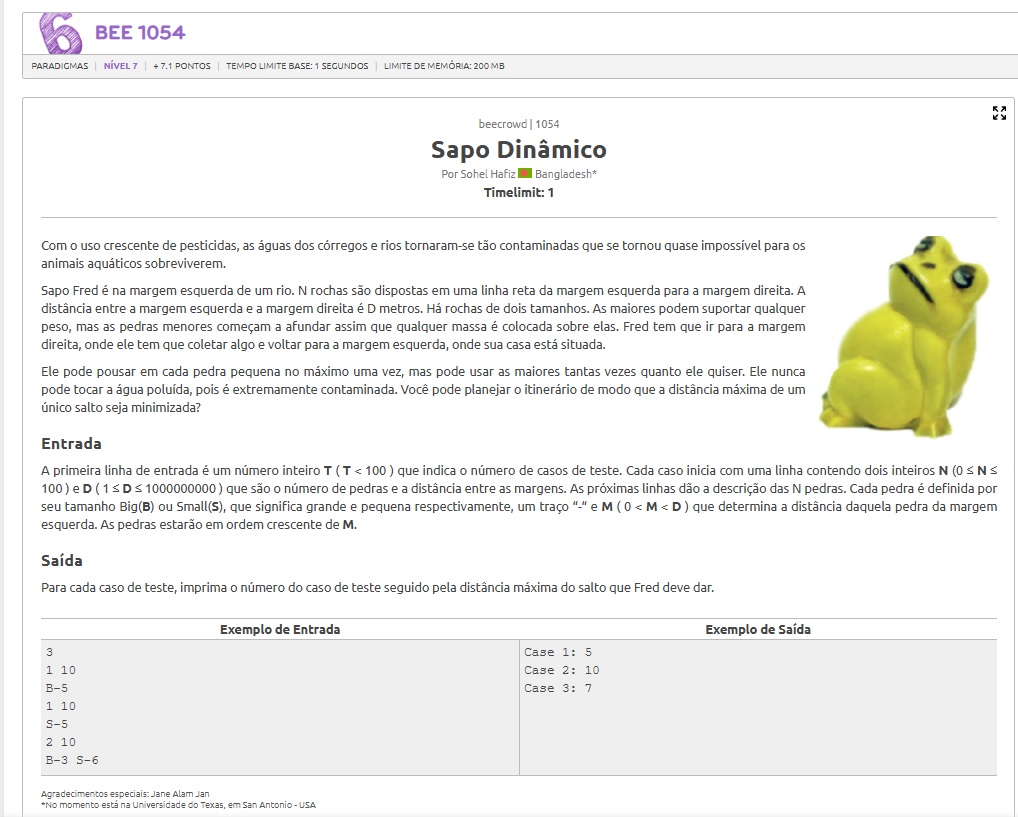 6 BEE 1054
PARADIGMAS | NÍVEL 7 | + 7.1 PONTOS | TEMPO LIMITE BASE: 1 SEGUNDOS | LIMITE DE MEMÓRIA: 200 MB
beecrowd | 1054
Sapo Dinâmico
Por Sohel Hafiz Bangladesh*
Timelimit: 1
Com o uso crescente de pesticidas, as águas dos córregos e rios tornaram-se tão contaminadas que se tornou quase impossível para os
animais aquáticos sobreviverem.
Sapo Fred é na margem esquerda de um rio. N rochas são dispostas em uma linha reta da margem esquerda para a margem direita. A
distância entre a margem esquerda e a margem direita é D metros. Há rochas de dois tamanhos. As maiores podem suportar qualquer
peso, mas as pedras menores começam a afundar assim que qualquer massa é colocada sobre elas. Fred tem que ir para a margem
direita, onde ele tem que coletar algo e voltar para a margem esquerda, onde sua casa está situada.
Ele pode pousar em cada pedra pequena no máximo uma vez, mas pode usar as maiores tantas vezes quanto ele quiser. Ele nunca
pode tocar a água poluída, pois é extremamente contaminada. Você pode planejar o itinerário de modo que a distância máxima de um
único salto seja minimizada?
Entrada
A primeira linha de entrada é um número inteiro T ( T < 100 ) que indica o número de casos de teste. Cada caso inicia com uma linha contendo dois inteiros N (0 ≤ N ≤
100 ) e D ( 1 ≤ D ≤ 1000000000 ) que são o número de pedras e a distância entre as margens. As próximas linhas dão a descrição das N pedras. Cada pedra é definida por
seu tamanho Big(B) ou Small(S), que significa grande e pequena respectivamente, um traço "-" e M ( 0 < M < D ) que determina a distância daquela pedra da margem
esquerda. As pedras estarão em ordem crescente de M.
Saída
Para cada caso de teste, imprima o número do caso de teste seguido pela distância máxima do salto que Fred deve dar.
Exemplo de Entrada
Exemplo de Saída
3
1 10
B-5
1 10
S-5
2 10
B-3 S-6
Case 1: 5
Case 2: 10
Case 3: 7
Agradecimentos especiais: Jane Alam Jan
*No momento está na Universidade do Texas, em San Antonio - USA